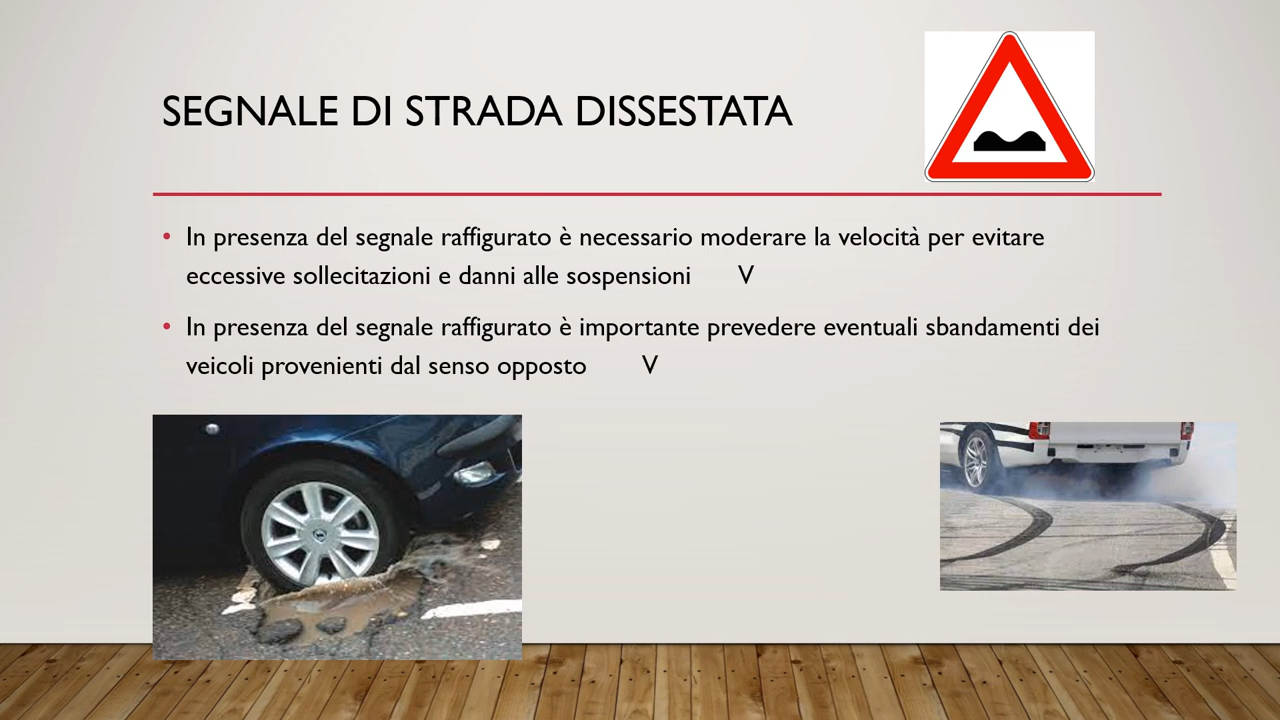 SEGNALE DI STRADA DISSESTATA
• In presenza del segnale raffigurato è necessario moderare la velocità per evitare
eccessive sollecitazioni e danni alle sospensioni V
• In presenza del segnale raffigurato è importante prevedere eventuali sbandamenti dei
veicoli provenienti dal senso opposto V